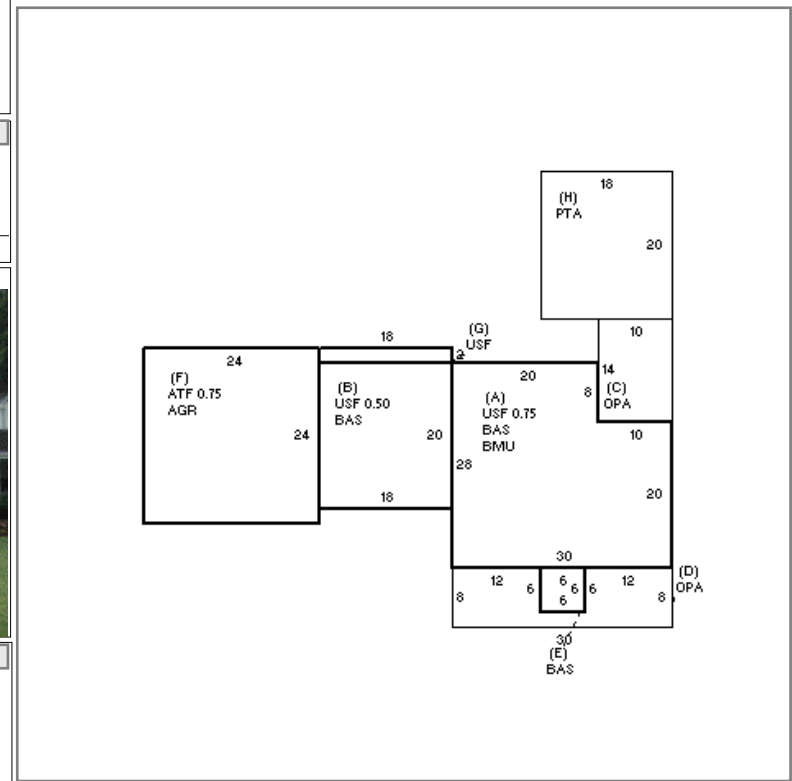 18
(H)
PTA
20
10
14
(C)
OPA
18
(G)
USF
2
24
(F)
ATF 0.75
AGR
24
(B)
USF 0.50
BAS
20
18
20
8
(A)
USF 0.75
BAS
BMU
28
10
20
30
12
6
6
6
6
6
12
8
8
(D)
OPA
30
(E)
BAS